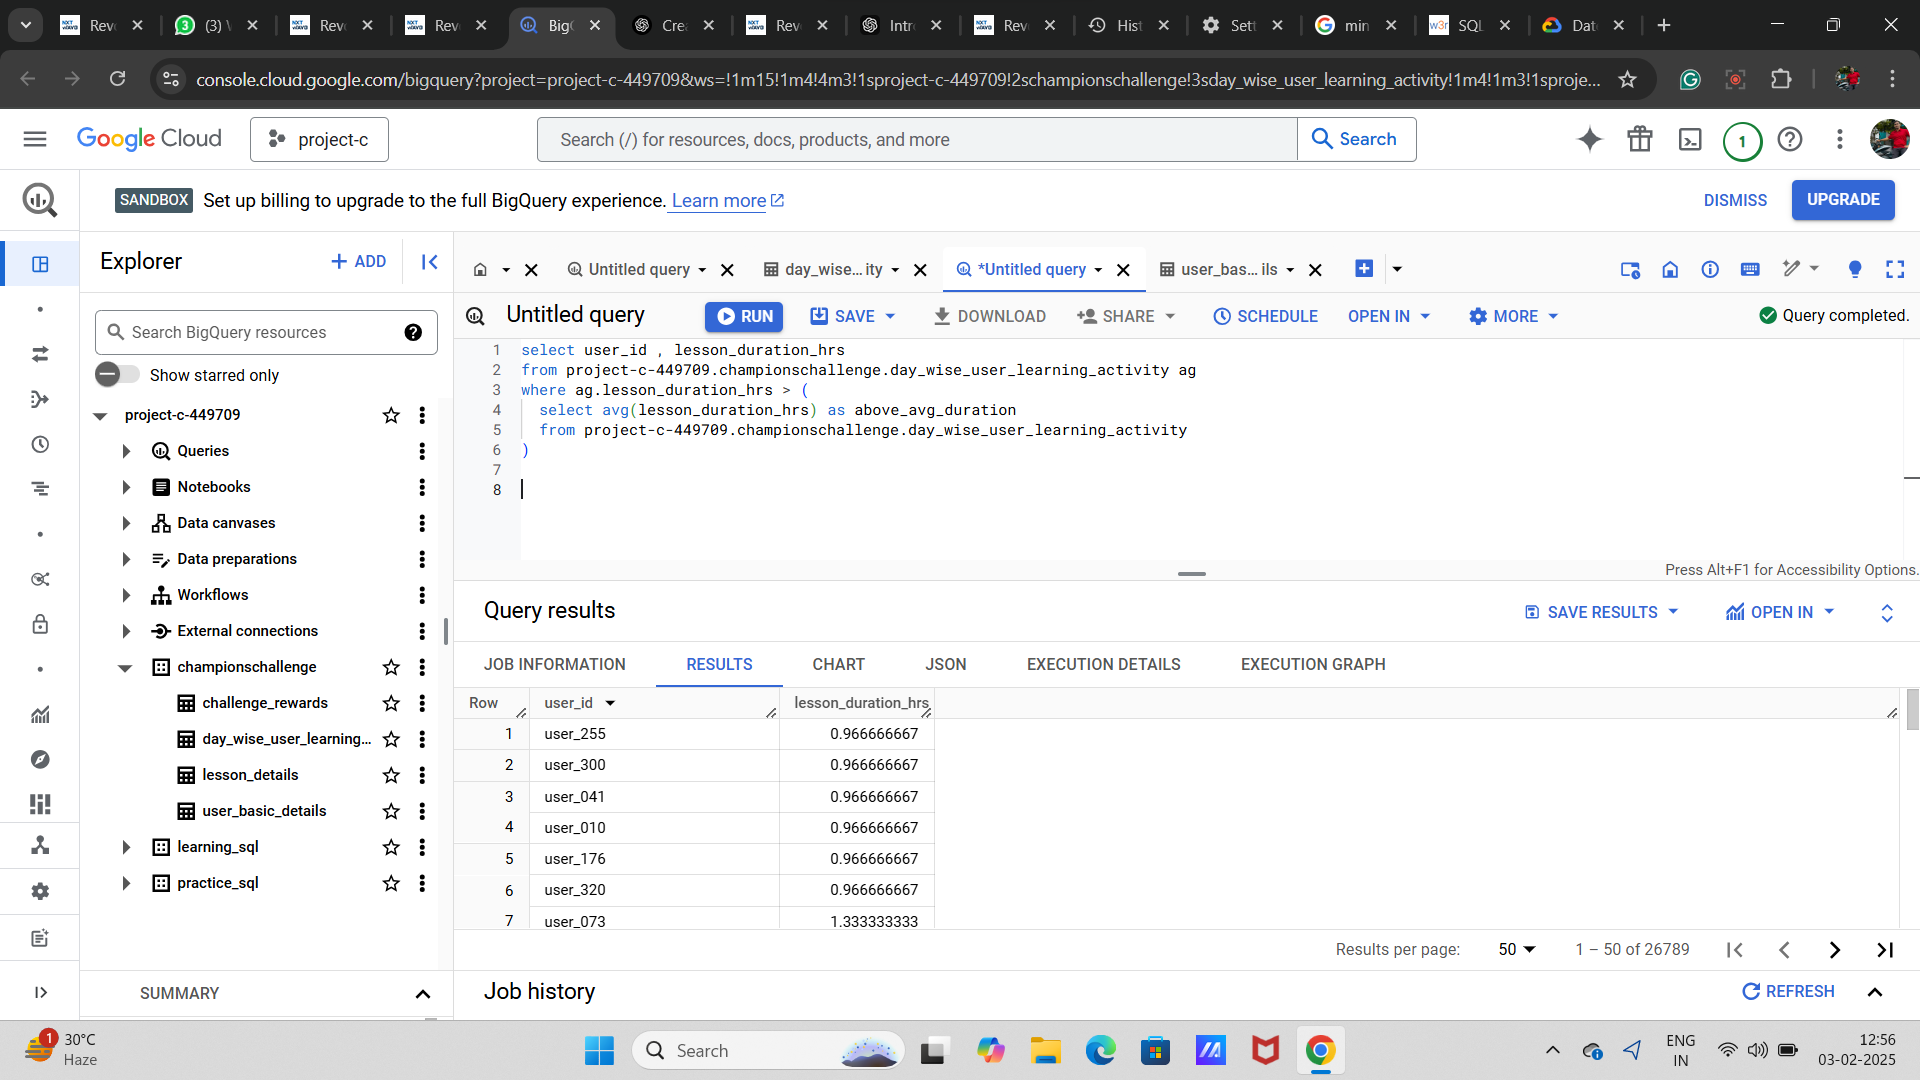 Rev
(3) \
Rev
Rev
Big
Cre
Rev
Intr
Rev
Hist
Sett
min
SQL
Dat
console.cloud.google.com/bigquery?project=project-c-449709&ws=!1m15!1m4!4m3!1sproject-c-449709!2schampionschallenge!3sday_wise_user_learning_activity!1m4!1m3!1sproje...
Google Cloud
project-c
Search (/) for resources, docs, products, and more
Search
1
SANDBOX Set up billing to upgrade to the full BigQuery experience. Learn more
DISMISS
UPGRADE
Explorer
+ ADD
Untitled query
day_wise...ity
*Untitled query
user_bas... ils
Untitled query
RUN
SAVE
DOWNLOAD
SHARE
SCHEDULE
OPEN IN
MORE
Query completed.
Search BigQuery resources
Show starred only
project-c-449709
Queries
Notebooks
Data canvases
Data preparations
Workflows
External connections
championschallenge
challenge_rewards
day_wise_user_learning...
lesson_details
user_basic_details
learning_sql
practice_sql
SUMMARY
1 select user_id , lesson_duration_hrs
2 from project-c-449709.championschallenge.day_wise_user_learning_activity ag
3 where ag.lesson_duration_hrs > (
4 select avg(lesson_duration_hrs) as above_avg_duration
5 from project-c-449709.championschallenge.day_wise_user_learning_activity
6 )
7
8
Press Alt+F1 for Accessibility Options.
Query results
SAVE RESULTS
OPEN IN
JOB INFORMATION
RESULTS
CHART
JSON
EXECUTION DETAILS
EXECUTION GRAPH
Row user_id lesson_duration_hrs
1 user_255 0.966666667
2 user_300 0.966666667
3 user_041 0.966666667
4 user_010 0.966666667
5 user_176 0.966666667
6 user_320 0.966666667
7 user_073 1.333333333
Results per page: 50 1 – 50 of 26789
Job history
REFRESH
1
30°C
Haze
Search
ENG
IN
12:56
03-02-2025